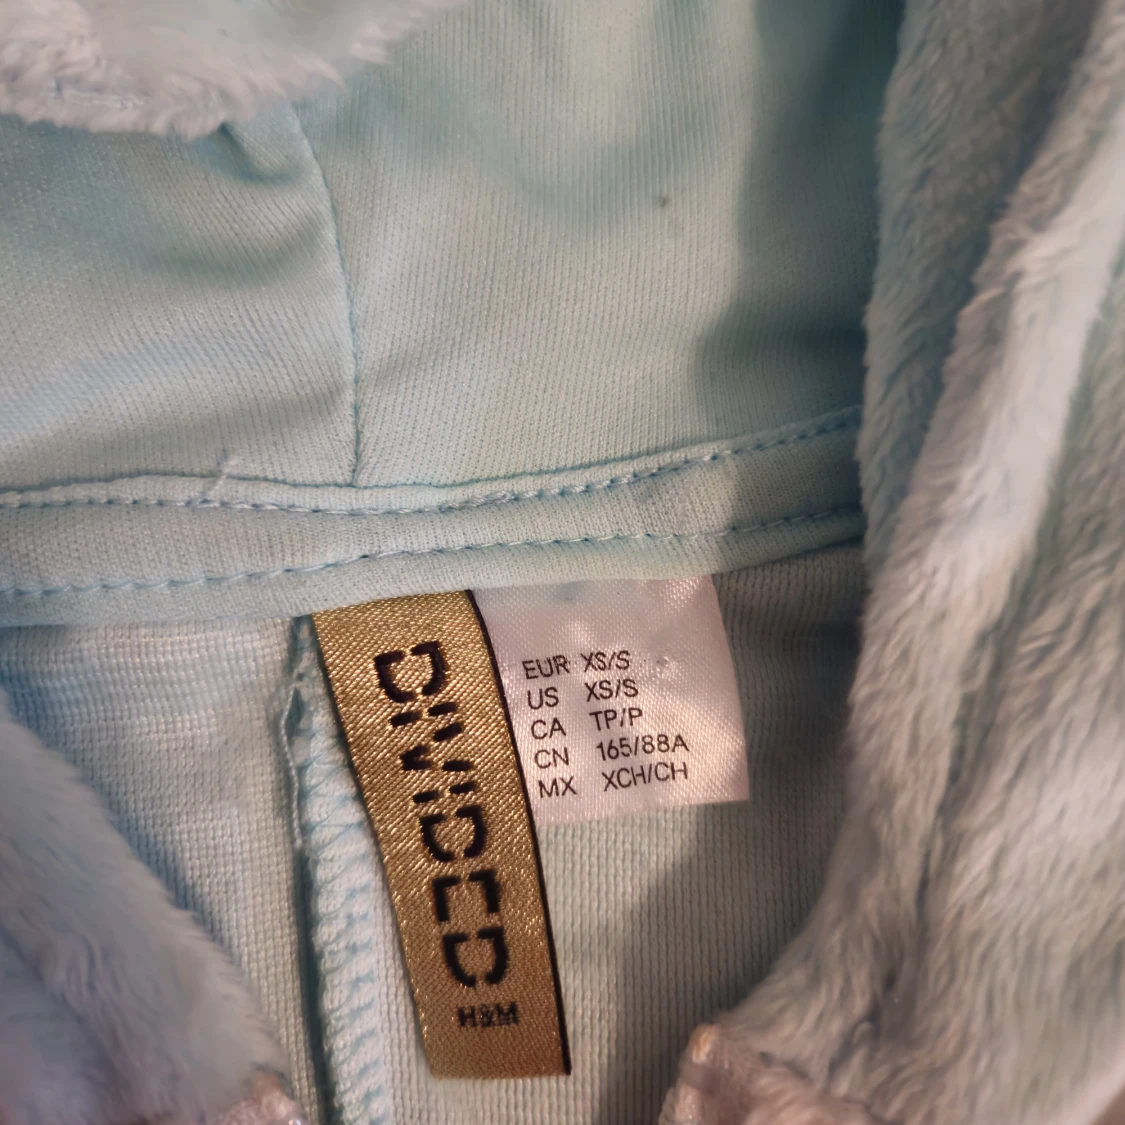 DIVIDED
H&M
EUR XS/S
US XS/S
CA TP/P
CN 165/88A
MX XCH/CH